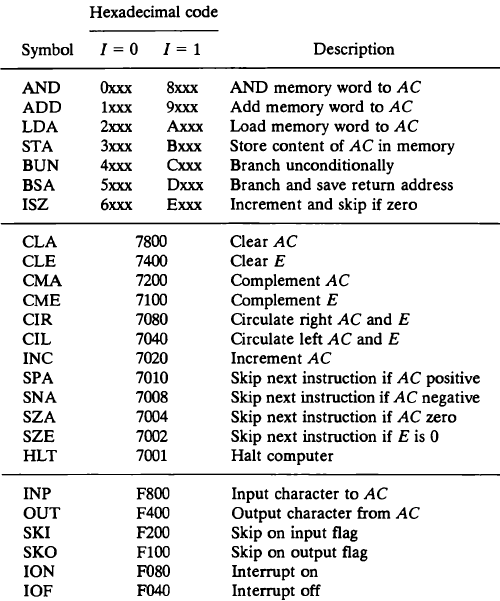 Hexadecimal code
Symbol I = 0 I = 1 Description
AND 0xxx 8xxx AND memory word to AC
ADD 1xxx 9xxx Add memory word to AC
LDA 2xxx Axxx Load memory word to AC
STA 3xxx Bxxx Store content of AC in memory
BUN 4xxx Cxxx Branch unconditionally
BSA 5xxx Dxxx Branch and save return address
ISZ 6xxx Exxx Increment and skip if zero
CLA 7800 Clear AC
CLE 7400 Clear E
CMA 7200 Complement AC
CME 7100 Complement E
CIR 7080 Circulate right AC and E
CIL 7040 Circulate left AC and E
INC 7020 Increment AC
SPA 7010 Skip next instruction if AC positive
SNA 7008 Skip next instruction if AC negative
SZA 7004 Skip next instruction if AC zero
SZE 7002 Skip next instruction if E is 0
HLT 7001 Halt computer
INP F800 Input character to AC
OUT F400 Output character from AC
SKI F200 Skip on input flag
SKO F100 Skip on output flag
ION F080 Interrupt on
IOF F040 Interrupt off